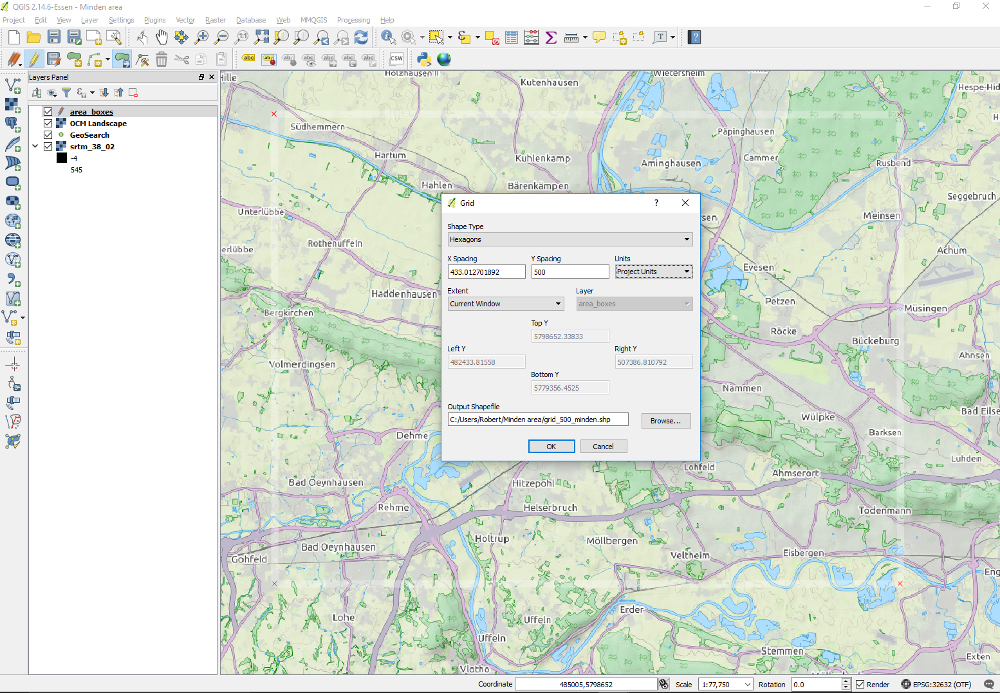 QGIS 2.14.6-Essen - Minden area
Project Edit View Layer Settings Plugins Vector Raster Database Web MMQGIS Processing Help
CSW
Layers Panel
area_boxes
OCM Landscape
GeoSearch
srtm_38_02
-4
545
Hille
Holzhausen II
Kutenhausen
Wietersheim
Hespe-Hid
Südhemmern
Päpinghausen
Hartum
Kuhlenkamp
Aminghausen
Cammer
Rusbend
Hahlen
Bärenkämpen
Seggebruch
Unterlübbe
Meinsen
Rothenuffeln
Achum
Evesen
Haddenhausen
Petzen
Bergkirchen
Müsingen
Röcke
Bückeburg
Ahnsen
Volmerdingsen
Nammen
Bad Eilse
Wülpke
Barksen
Dehme
Luhden
Lohfeld
Ahmserort
Bad Oeynhausen
Hitzepohl
Rehme
Helserbruch
Todenmann
Holtrup
Möllbergen
Bad Oeynhausen
Veltheim
Eisbergen
Gohfeld
Eng
Erder
Lohe
Uffeln
Uffeln
Stemmen
Exten
Vlotho
Grid
?
Shape Type
Hexagons
X Spacing Y Spacing Units
433.012701892 500 Project Units
Extent Layer
Current Window area_boxes
Top Y
5798652.33833
Left Y Right Y
482433.81558 507386.810792
Bottom Y
5779356.4525
Output Shapefile
C:/Users/Robert/Minden area/grid_500_minden.shp Browse...
OK Cancel
Coordinate 485005,5798652 Scale 1:77,750 Rotation 0.0 Render EPSG:32632 (OTF)